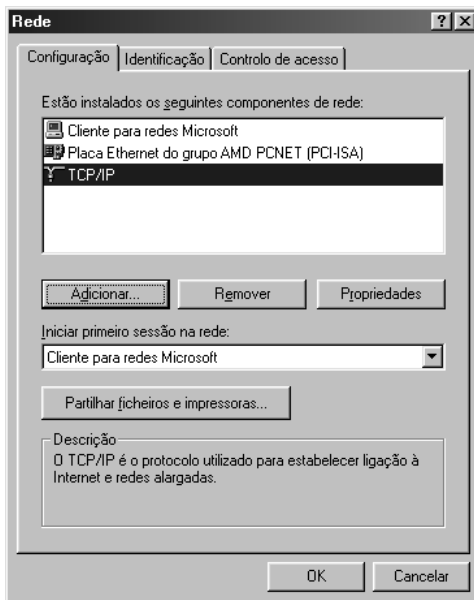 Rede
Configuração Identificação Controlo de acesso
Estão instalados os seguintes componentes de rede:
Cliente para redes Microsoft
Placa Ethernet do grupo AMD PCNET (PCI-ISA)
TCP/IP
Adicionar... Remover Propriedades
Iniciar primeiro sessão na rede:
Cliente para redes Microsoft
Partilhar ficheiros e impressoras...
Descrição
O TCP/IP é o protocolo utilizado para estabelecer ligação à
Internet e redes alargadas.
OK Cancelar